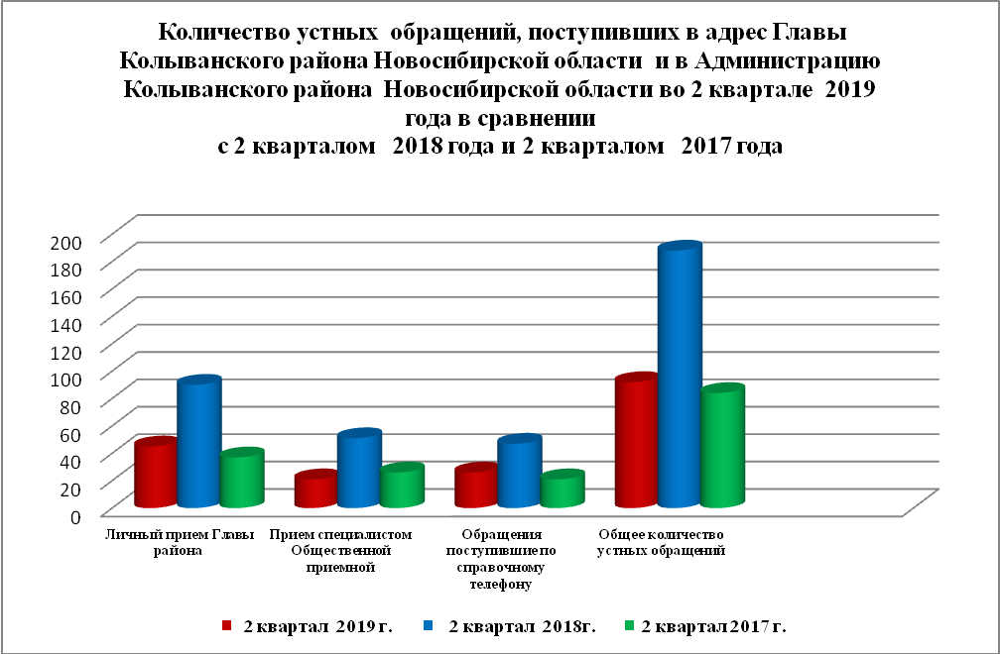 Количество устных обращений, поступивших в адрес Главы
Колыванского района Новосибирской области и в Администрацию
Колыванского района Новосибирской области во 2 квартале 2019
года в сравнении
с 2 кварталом 2018 года и 2 кварталом 2017 года
200
180
160
140
120
100
80
60
40
20
0
Личный прием Главы
района
Прием специалистом
Общественной
приемной
Обращения
поступившие по
справочному
телефону
Общее количество
устных обращений
2 квартал 2019 г.
2 квартал 2018г.
2 квартал 2017 г.